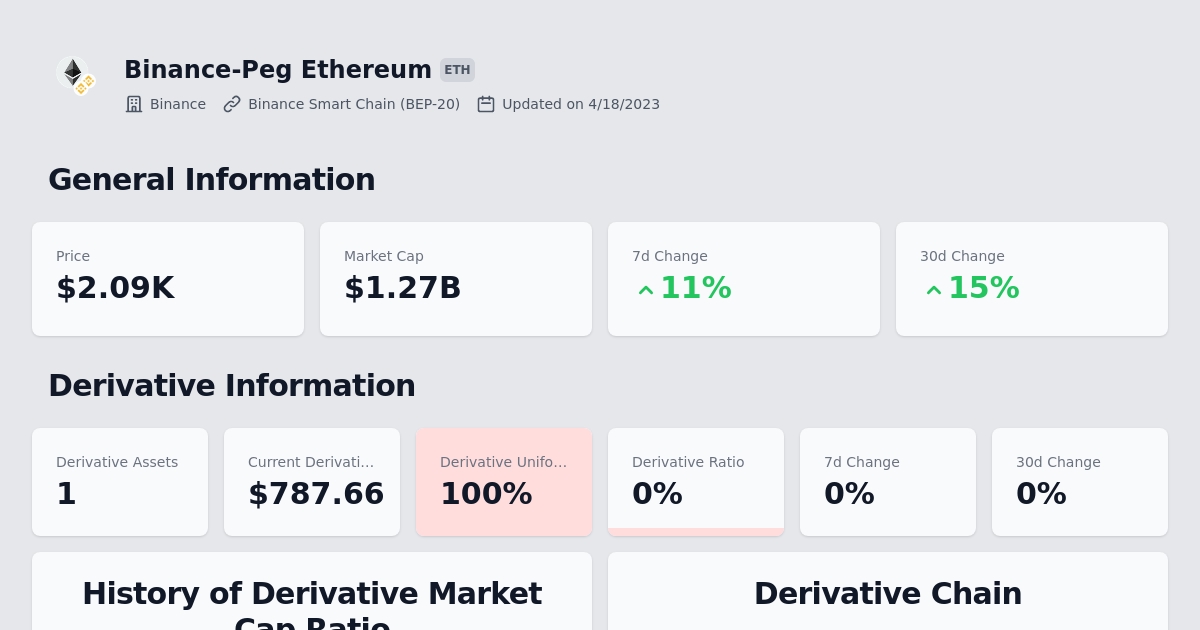 Binance-Peg Ethereum ETH
Binance Binance Smart Chain (BEP-20) Updated on 4/18/2023
General Information
Price Market Cap 7d Change 30d Change
$2.09K $1.27B 11% 15%
Derivative Information
Derivative Assets Current Derivati... Derivative Unifo... Derivative Ratio 7d Change 30d Change
1 $787.66 100% 0% 0% 0%
History of Derivative Market Derivative Chain
Cap Ratio